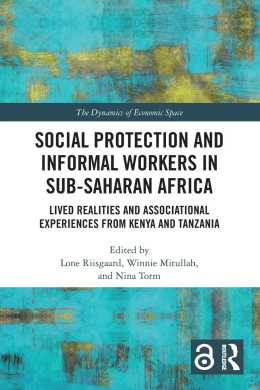 The Dynamics of Economic Space
SOCIAL PROTECTION AND
INFORMAL WORKERS IN
SUB-SAHARAN AFRICA
LIVED REALITIES AND ASSOCIATIONAL
EXPERIENCES FROM KENYA AND TANZANIA
Edited by
Lone Riisgaard, Winnie Mitullah,
and Nina Torm
ROUTLEDGE